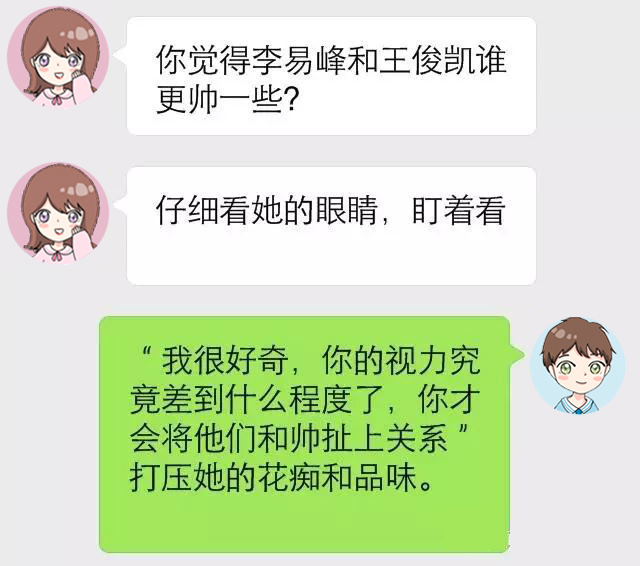 你觉得李易峰和王俊凯谁
更帅一些?
仔细看她的眼睛，盯着看
“我很好奇，你的视力究
竟差到什么程度了，你才
会将他们和帅扯上关系”
打压她的花痴和品味。